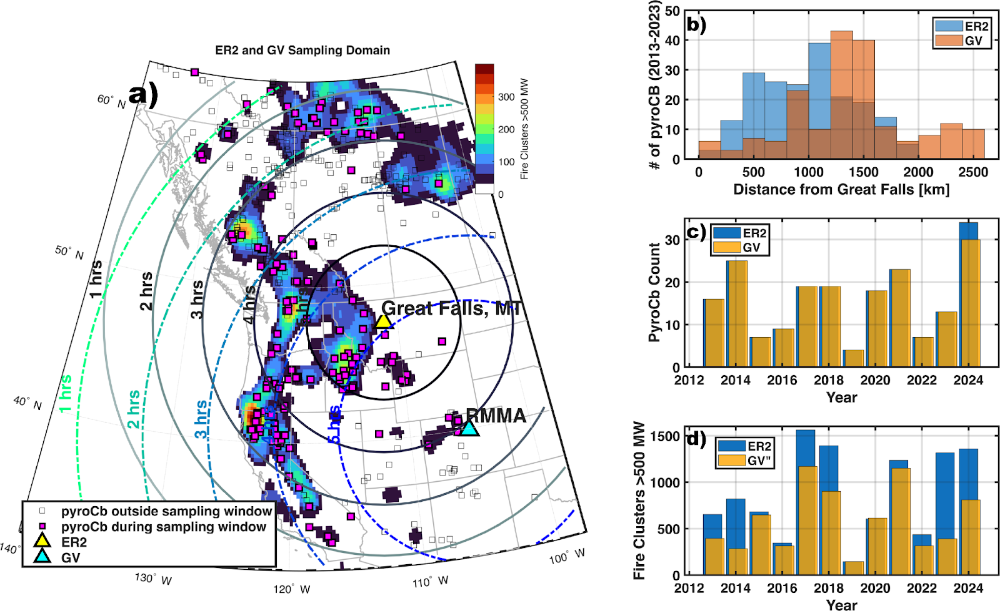 ER2 and GV Sampling Domain
a)
60° N
50° N
40° N
140°
130° W
120° W
110° W
100° W
1 hrs
2 hrs
3 hrs
4 hrs
hrs
1 hrs
2 hrs
3 hrs
4 hrs
5 hrs
Great Falls, MT
RMMA
300
200
100
0
Fire Clusters >500 MW
pyroCb outside sampling window
pyroCb during sampling window
ER2
GV
b)
# of pyroCB (2013-2023)
50
40
30
20
10
0
0 500 1000 1500 2000 2500
Distance from Great Falls [km]
ER2
GV
c)
PyroCb Count
30
20
10
0
2012 2014 2016 2018 2020 2022 2024
Year
ER2
GV
d)
Fire Clusters >500 MW
1500
1000
500
0
2012 2014 2016 2018 2020 2022 2024
Year
ER2
GV"